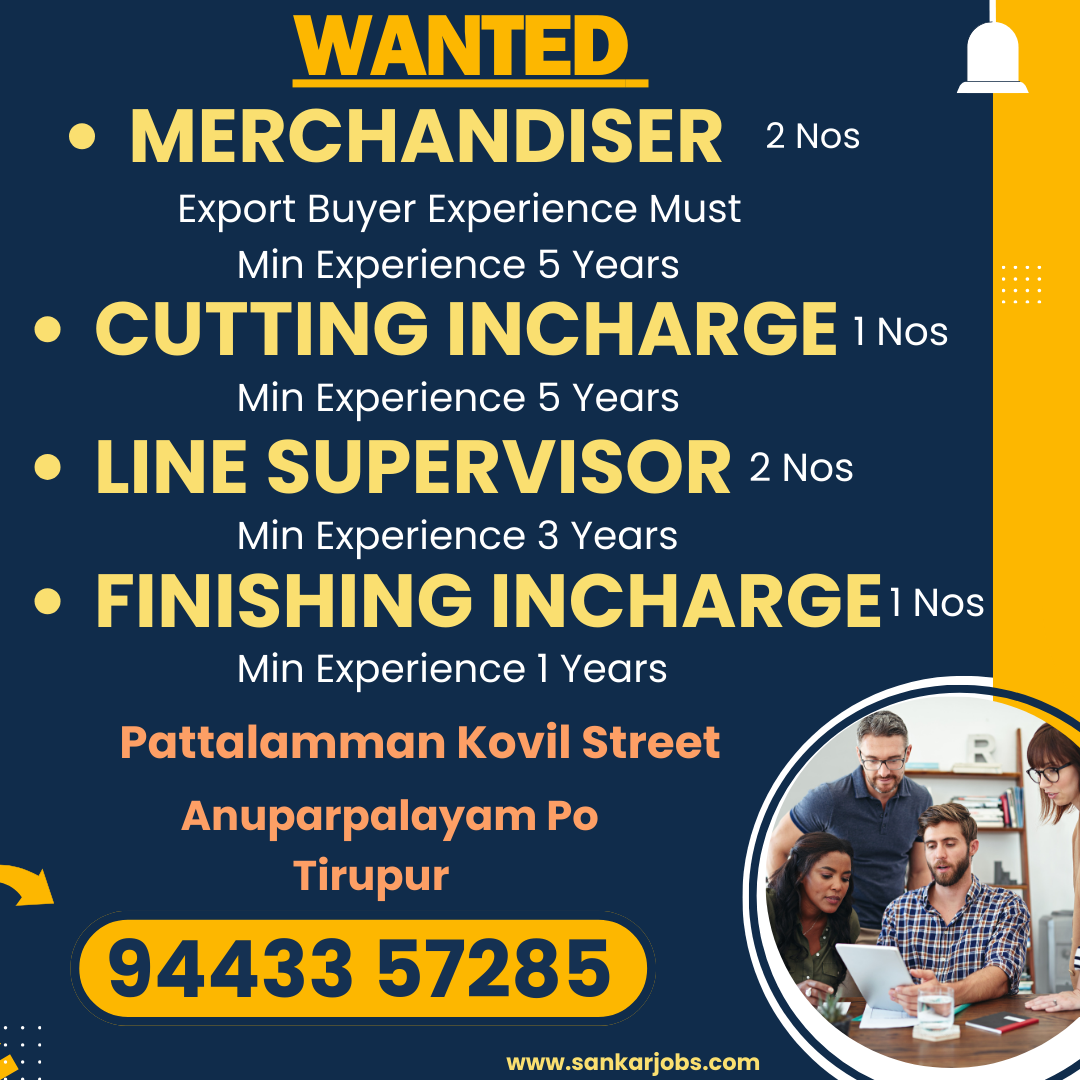 WANTED
MERCHANDISER 2 Nos
Export Buyer Experience Must
Min Experience 5 Years
CUTTING INCHARGE 1 Nos
Min Experience 5 Years
LINE SUPERVISOR 2 Nos
Min Experience 3 Years
FINISHING INCHARGE 1 Nos
Min Experience 1 Years
Pattalamman Kovil Street
Anuparpalayam Po
Tirupur
94433 57285
www.sankarjobs.com
R